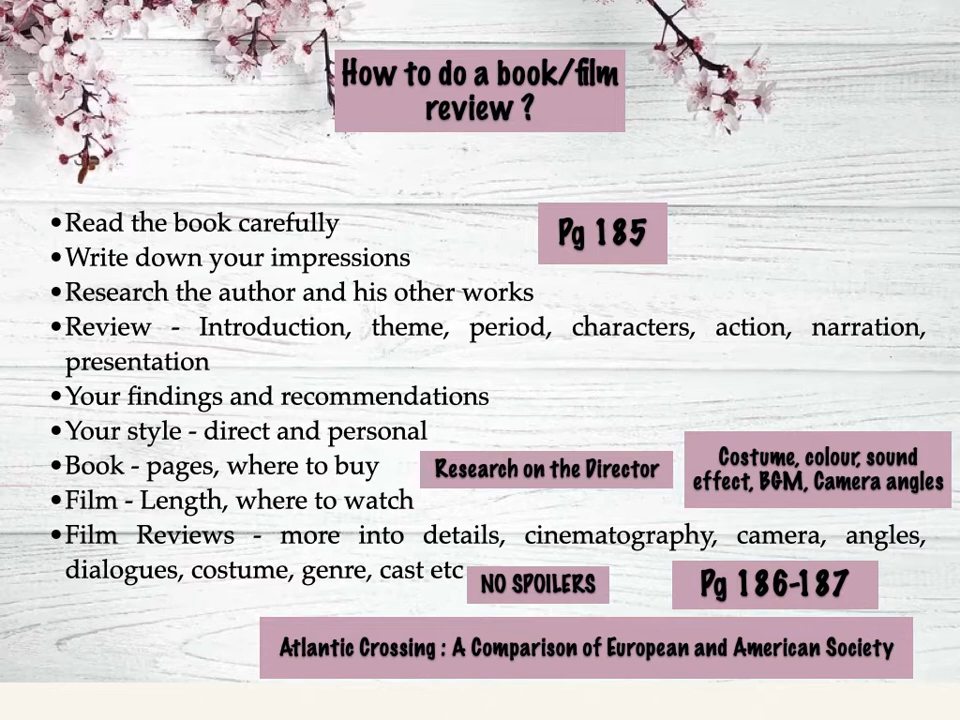 How to do a book/film
review ?
•Read the book carefully
Pg 185
•Write down your impressions
•Research the author and his other works
•Review - Introduction, theme, period, characters, action, narration,
presentation
•Your findings and recommendations
•Your style - direct and personal
•Book - pages, where to buy
Research on the Director
Costume, colour, sound
effect, BGM, Camera angles
•Film - Length, where to watch
•Film Reviews - more into details, cinematography, camera, angles,
dialogues, costume, genre, cast etc
NO SPOILERS
Pg 186-187
Atlantic Crossing : A Comparison of European and American Society